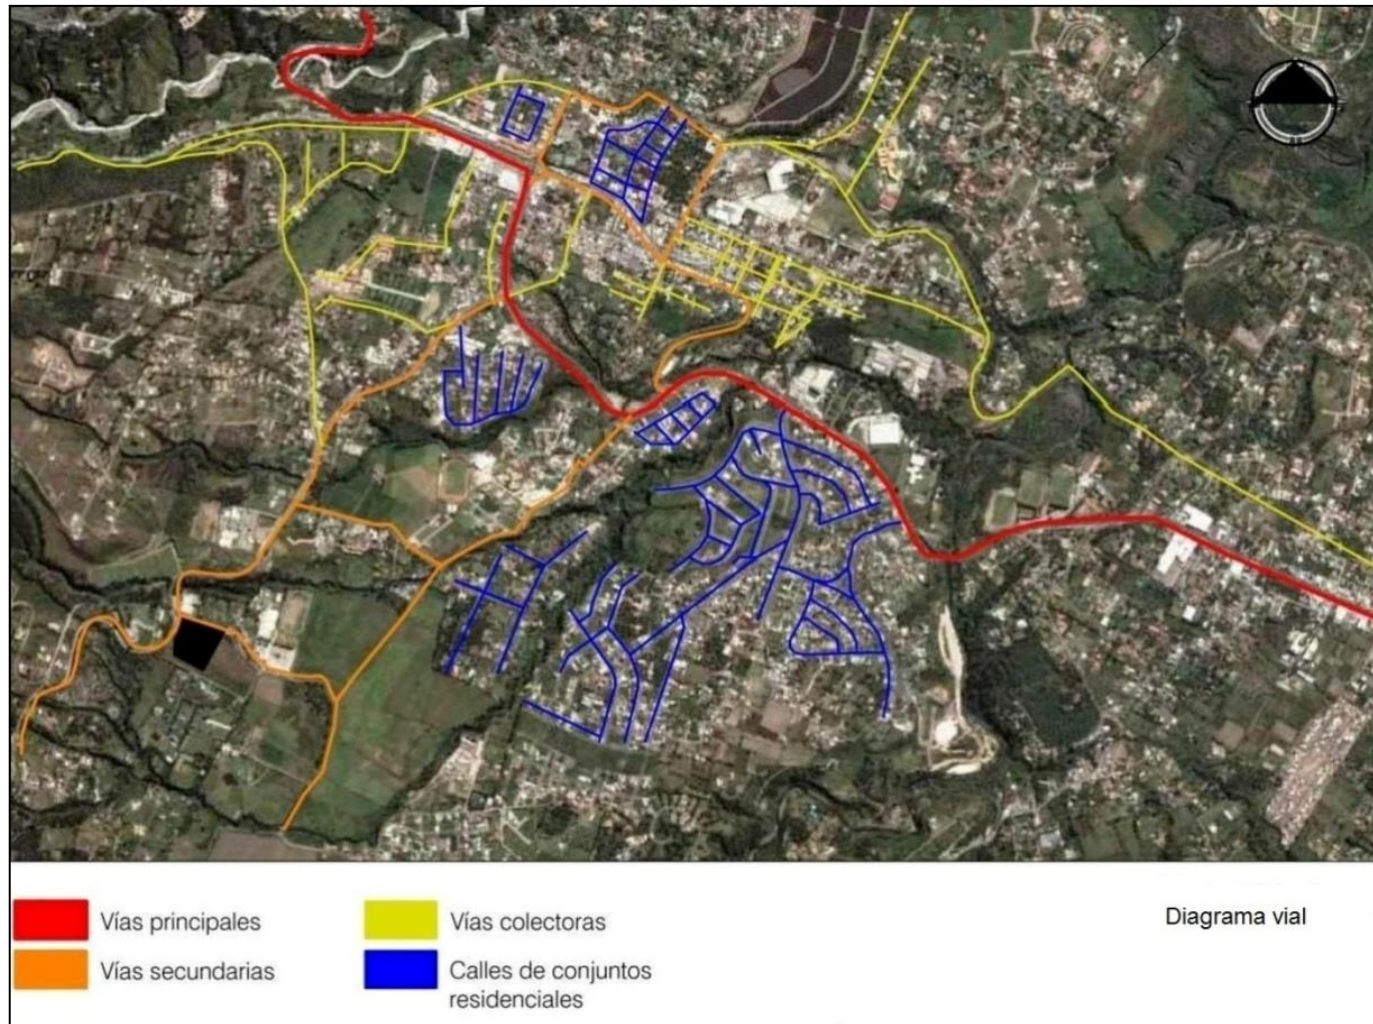 Vías principales
Vías secundarias
Vías colectoras
Calles de conjuntos
residenciales
Diagrama vial